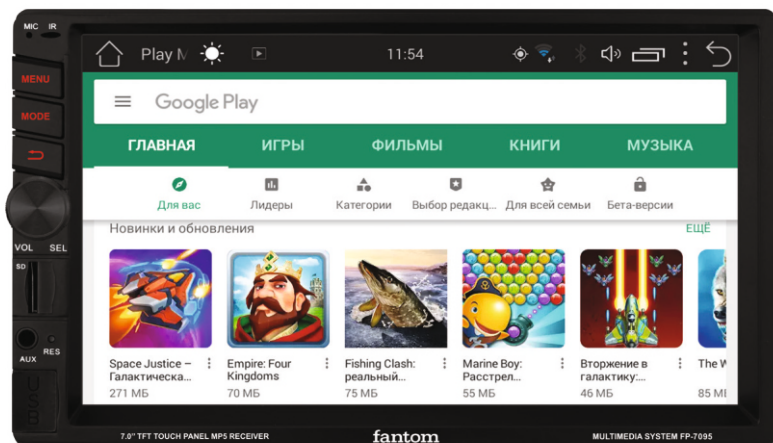 MIC IR
Play M
11:54
MENU
MODE
Google Play
ГЛАВНАЯ ИГРЫ ФИЛЬМЫ КНИГИ МУЗЫКА
Для вас Лидеры Категории Выбор редакц... Для всей семьи Бета-версии
Новинки и обновления ЕЩЁ
VOL SEL
SD
AUX RES
USB
Space Justice – Empire: Four Fishing Clash: Marine Boy: Вторжение в The W
Галактическа... Kingdoms реальный... Расстрел... галактику:...
271 МБ 70 МБ 75 МБ 55 МБ 46 МБ 85 МБ
7.0" TFT TOUCH PANEL MP5 RECEIVER fantom MULTIMEDIA SYSTEM FP-7095